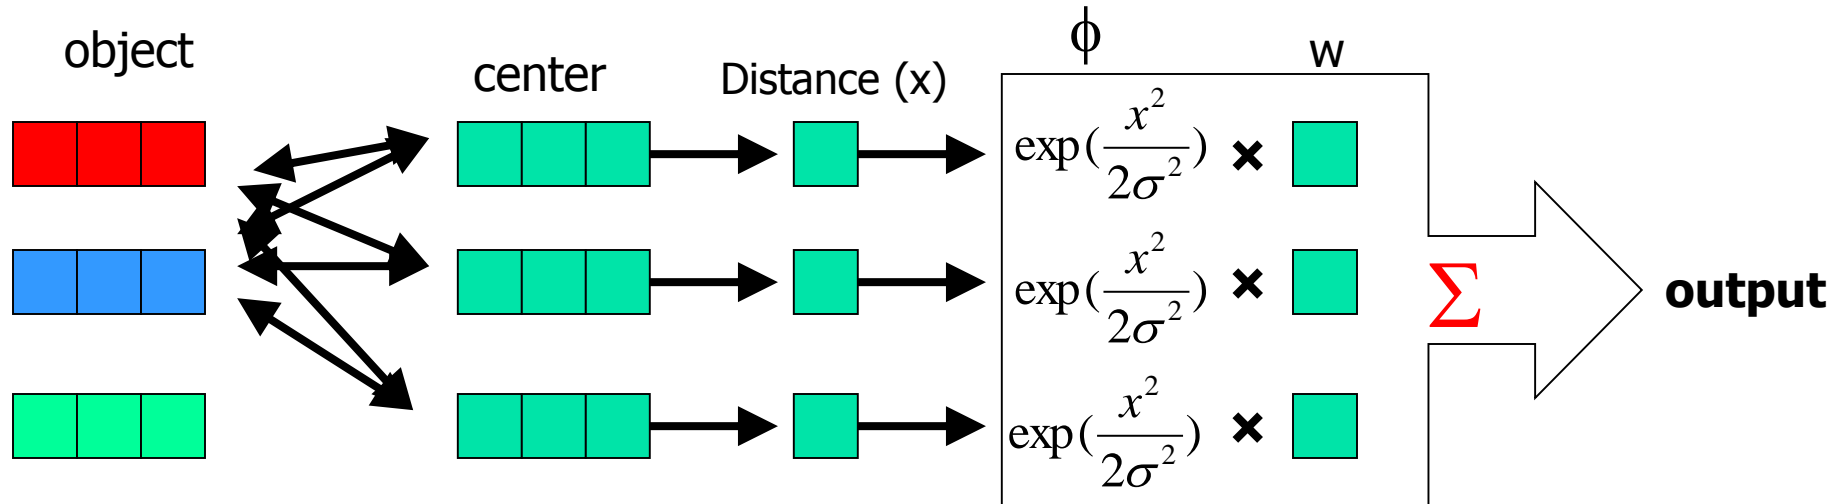 object
center
Distance (x)
ϕ
w
exp(x²/2σ²) ×
exp(x²/2σ²) ×
exp(x²/2σ²) ×
Σ
output